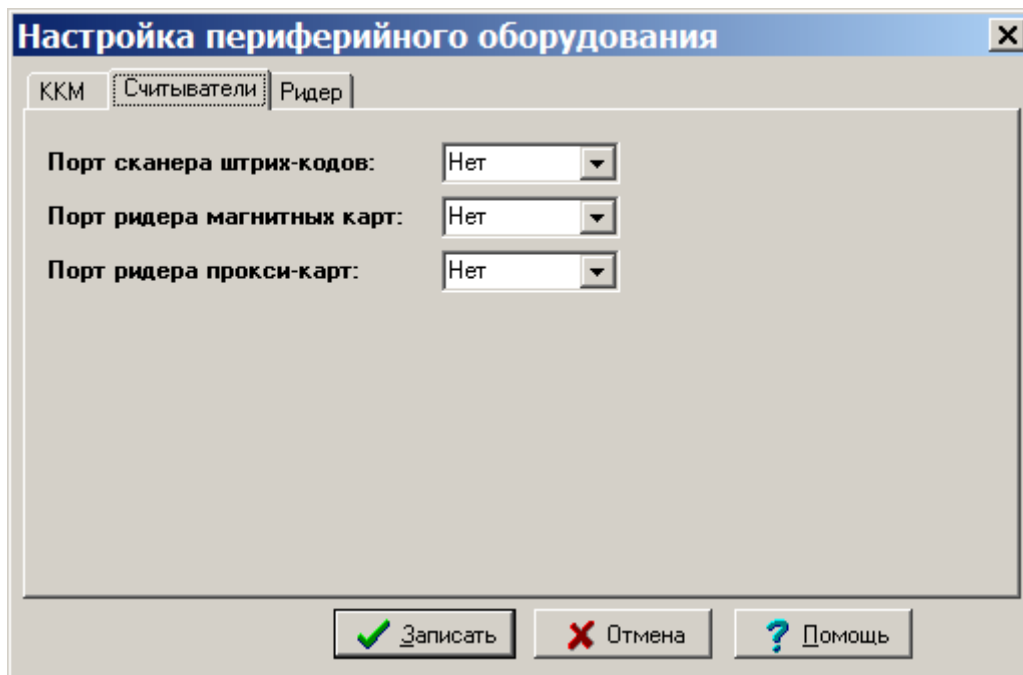 Настройка периферийного оборудования
ККМ Считыватели Ридер
Порт сканера штрих-кодов: Нет
Порт ридера магнитных карт: Нет
Порт ридера прокси-карт: Нет
Записать Отмена Помощь